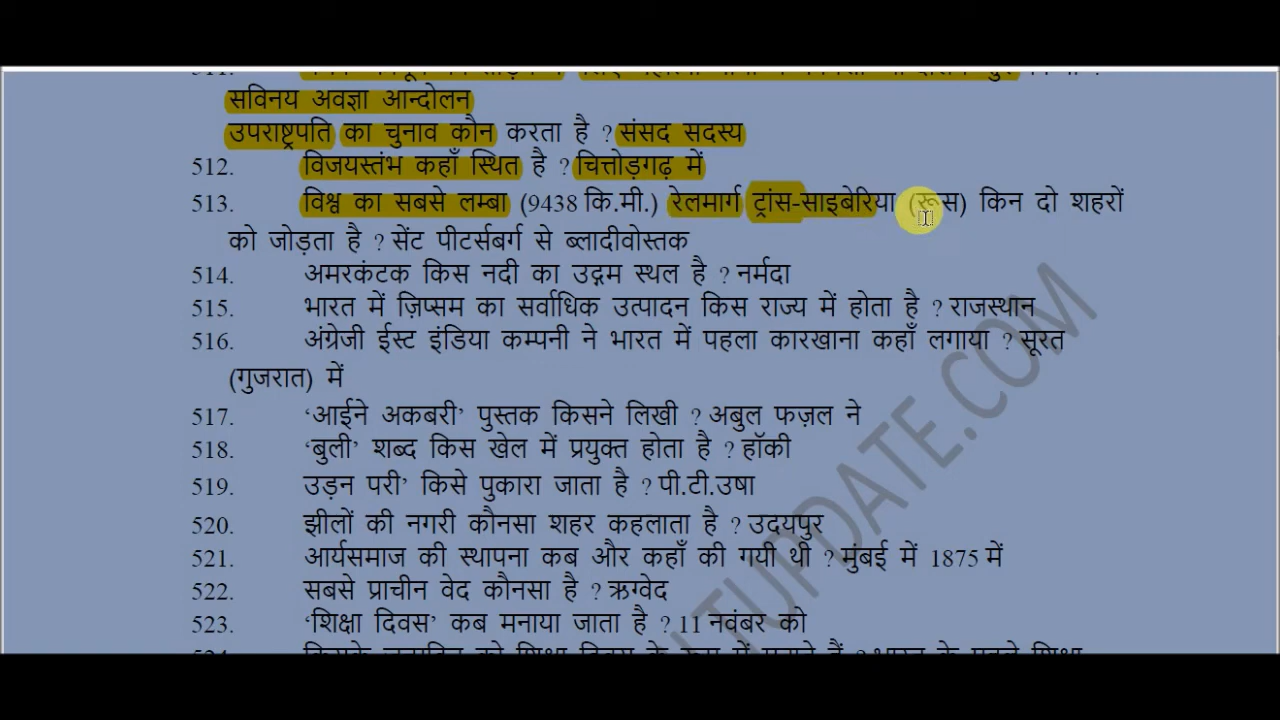 सविनय अवज्ञा आन्दोलन
उपराष्ट्रपति का चुनाव कौन करता है ? संसद सदस्य
512. विजयस्तंभ कहाँ स्थित है ? चित्तोड़गढ़ में
513. विश्व का सबसे लम्बा (9438 कि.मी.) रेलमार्ग ट्रांस-साइबेरिया (रूस) किन दो शहरों
को जोड़ता है ? सेंट पीटर्सबर्ग से ब्लादीवोस्तक
514. अमरकंटक किस नदी का उद्गम स्थल है ? नर्मदा
515. भारत में ज़िप्सम का सर्वाधिक उत्पादन किस राज्य में होता है ? राजस्थान
516. अंग्रेजी ईस्ट इंडिया कम्पनी ने भारत में पहला कारखाना कहाँ लगाया ? सूरत
(गुजरात) में
517. ‘आईने अकबरी’ पुस्तक किसने लिखी ? अबुल फज़ल ने
518. ‘बुली’ शब्द किस खेल में प्रयुक्त होता है ? हॉकी
519. उड़न परी’ किसे पुकारा जाता है ? पी.टी.उषा
520. झीलों की नगरी कौनसा शहर कहलाता है ? उदयपुर
521. आर्यसमाज की स्थापना कब और कहाँ की गयी थी ? मुंबई में 1875 में
522. सबसे प्राचीन वेद कौनसा है ? ऋग्वेद
523. ‘शिक्षा दिवस’ कब मनाया जाता है ? 11 नवंबर को
TUPDATE.COM